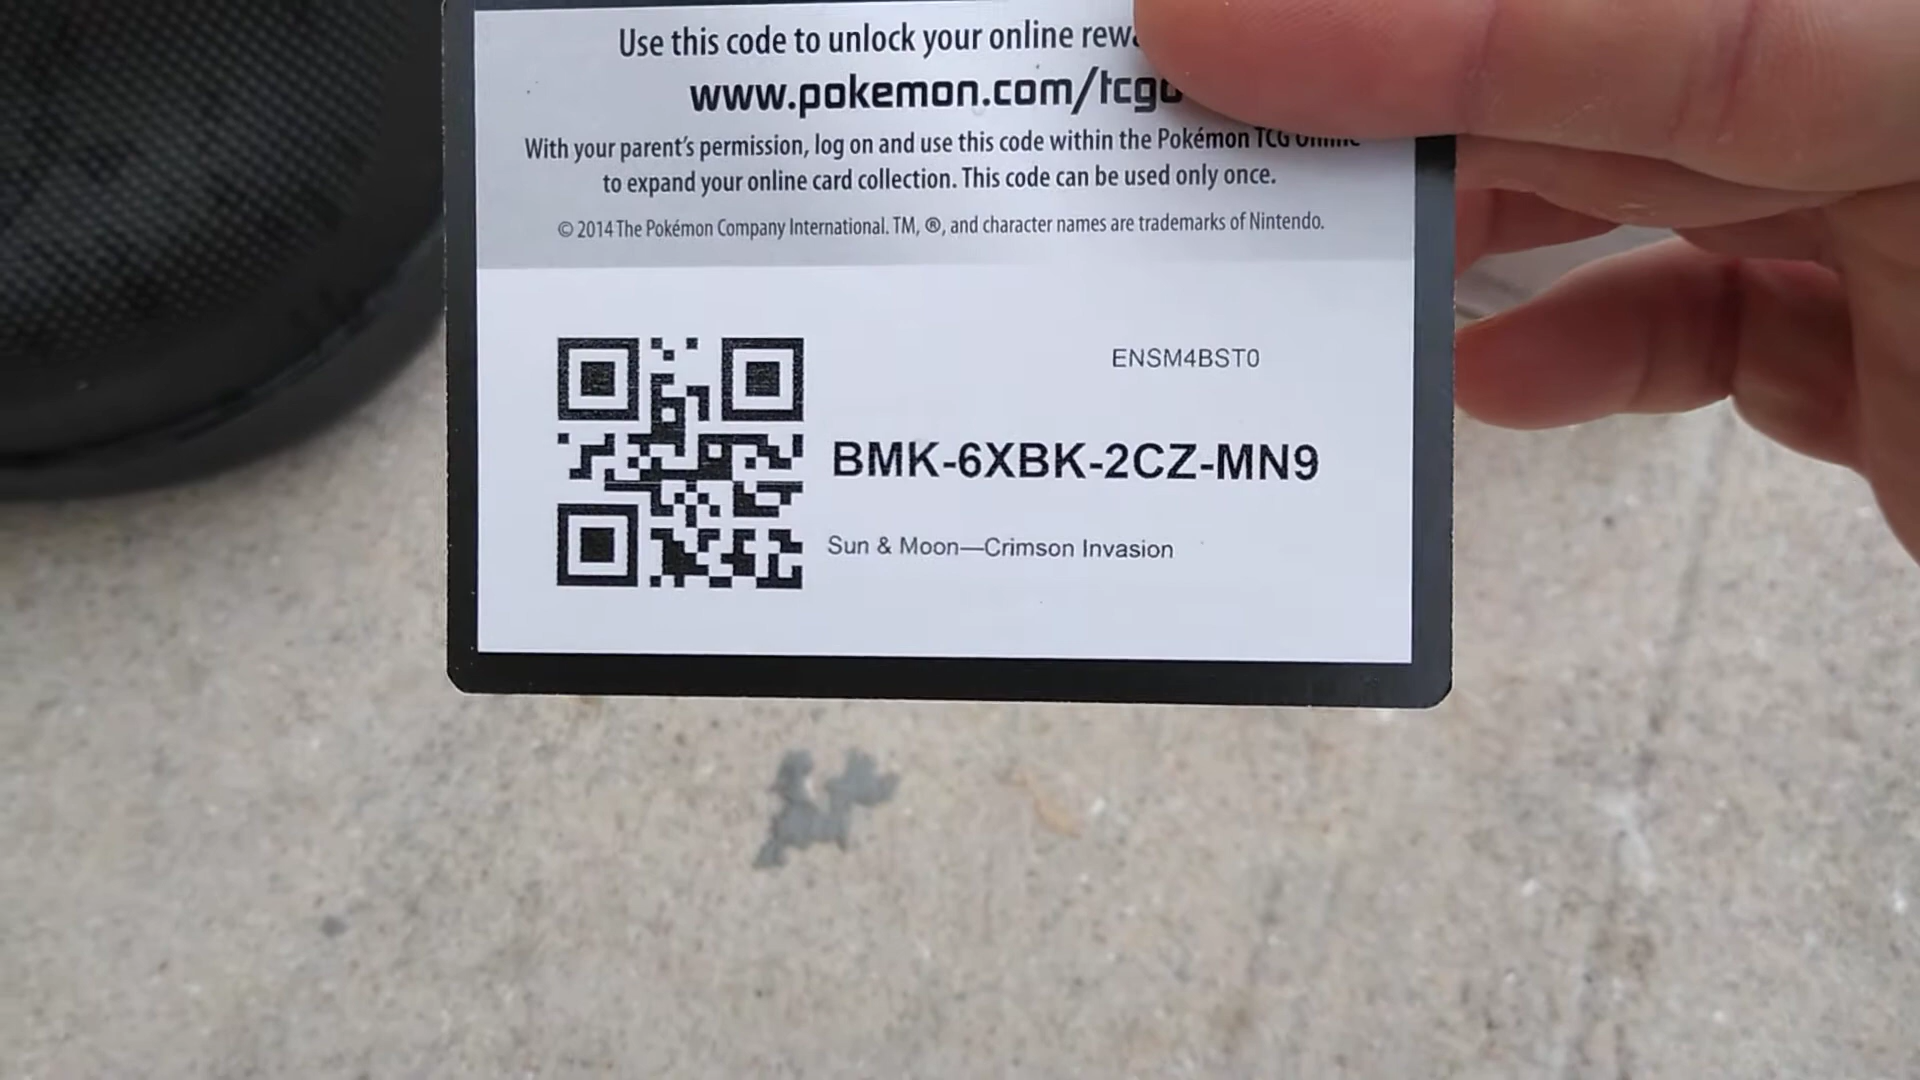 Use this code to unlock your online
www.pokemon.com/tcgo
With your parent's permission, log on and use this code within the Pokémon TCG Online
to expand your online card collection. This code can be used only once.
© 2014 The Pokémon Company International. TM, ®, and character names are trademarks of Nintendo.
ENSM4BST0
BMK-6XBK-2CZ-MN9
Sun & Moon—Crimson Invasion